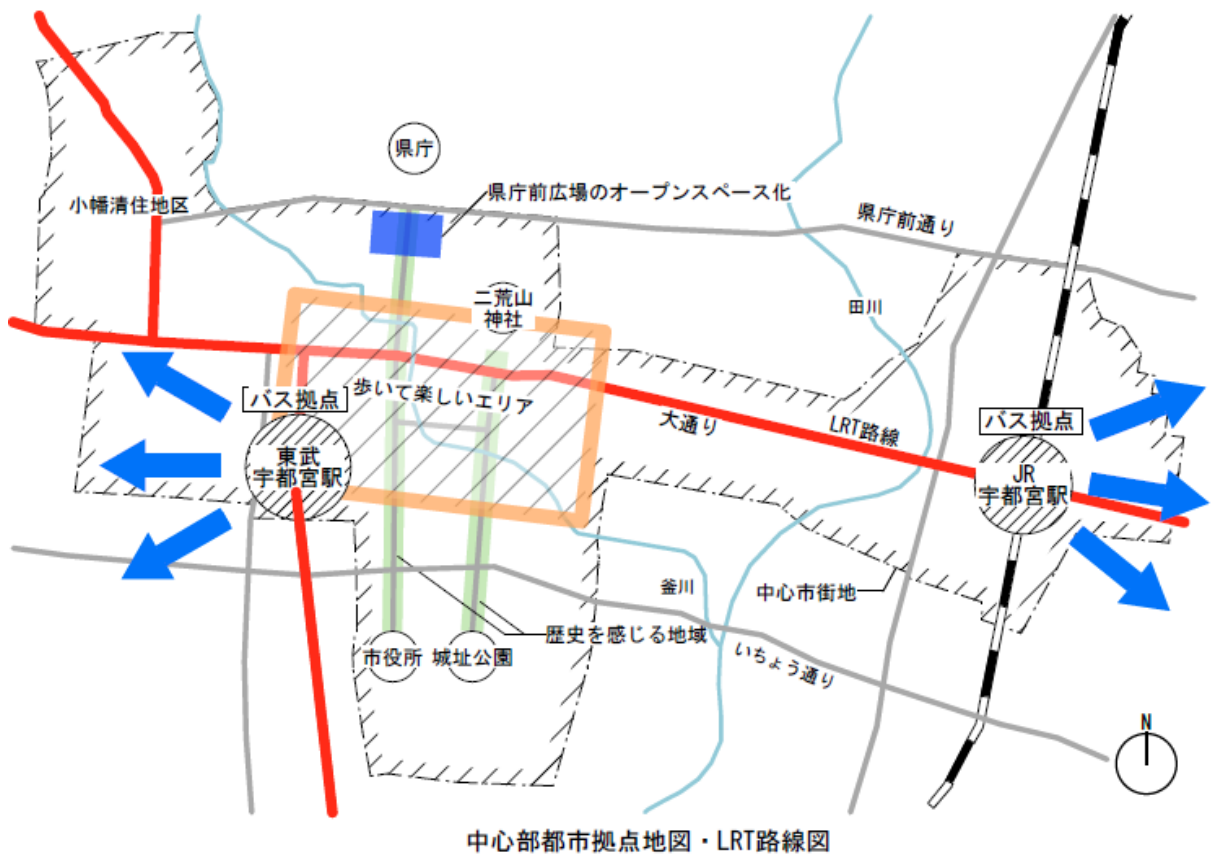 県庁
県庁前広場のオープンスペース化
小幡清住地区
県庁前通り
二荒山
神社
田川
バス拠点
歩いて楽しいエリア
大通り
LRT路線
バス拠点
東武
宇都宮駅
JR
宇都宮駅
釜川
中心市街地
歴史を感じる地域
市役所
城址公園
いちょう通り
N
中心部都市拠点地図・LRT路線図